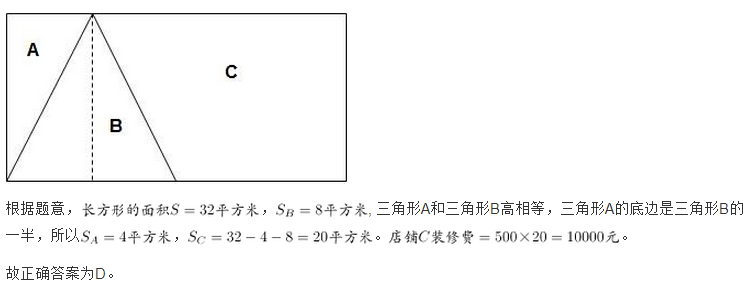 A
C
B
根据题意，长方形的面积S = 32平方米，S_B = 8平方米, 三角形A和三角形B高相等，三角形A的底边是三角形B的
一半，所以S_A = 4平方米，S_C = 32 − 4 − 8 = 20平方米。店铺C装修费 = 500 × 20 = 10000元。
故正确答案为D。